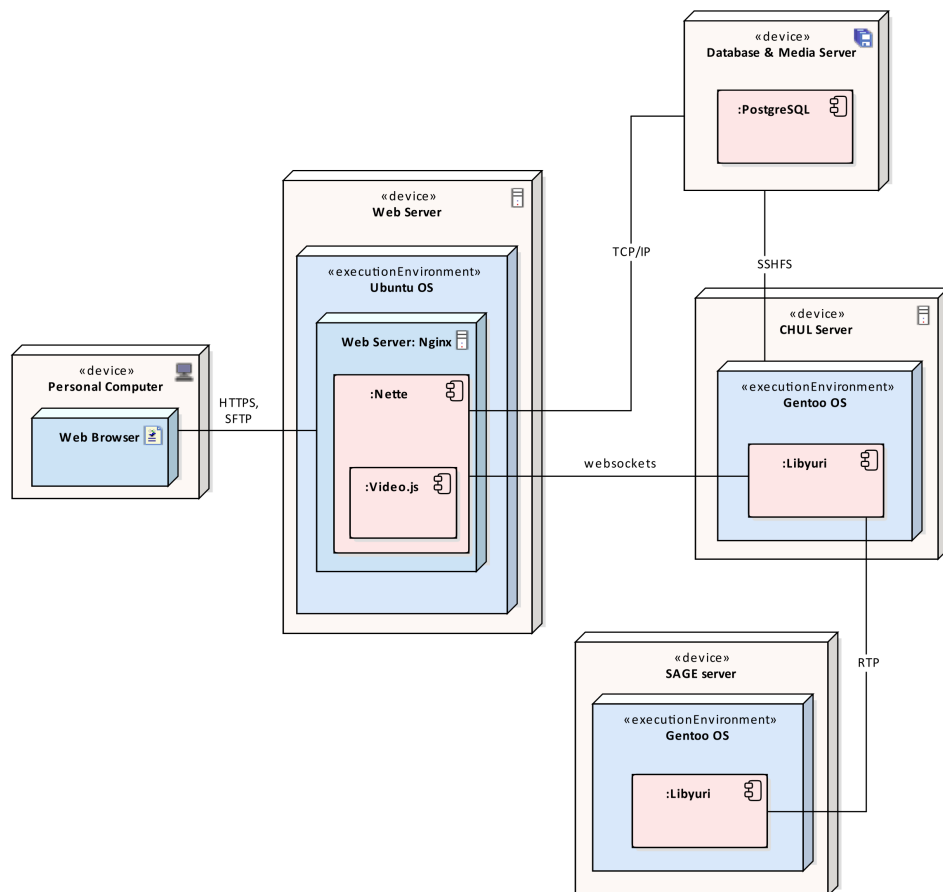 «device»
Database & Media Server
:PostgreSQL
«device»
Web Server
«executionEnvironment»
Ubuntu OS
Web Server: Nginx
:Nette
:Video.js
TCP/IP
SSHFS
«device»
CHUL Server
«executionEnvironment»
Gentoo OS
:Libyuri
«device»
Personal Computer
Web Browser
HTTPS,
SFTP
websockets
RTP
«device»
SAGE server
«executionEnvironment»
Gentoo OS
:Libyuri